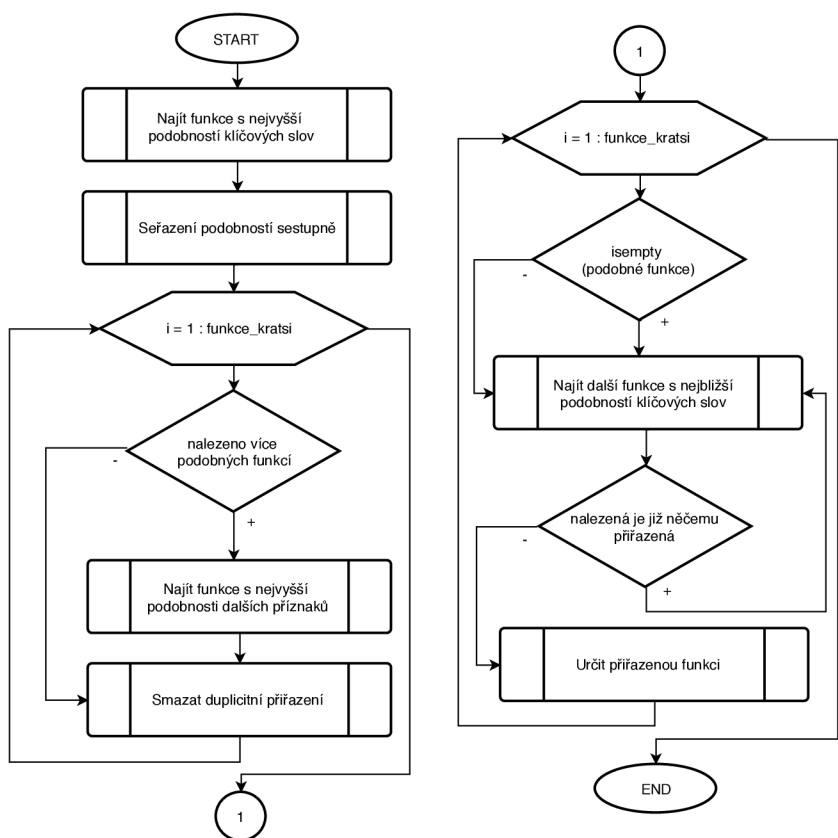 START
Najít funkce s nejvyšší
podobností klíčových slov
Seřazení podobností sestupně
i = 1 : funkce_kratsi
nalezeno více
podobných funkcí
-
+
Najít funkce s nejvyšší
podobnosti dalších příznaků
Smazat duplicitní přiřazení
1
1
i = 1 : funkce_kratsi
isempty
(podobné funkce)
-
+
Najít další funkce s nejbližší
podobností klíčových slov
nalezená je již něčemu
přiřazená
-
+
Určit přiřazenou funkci
END